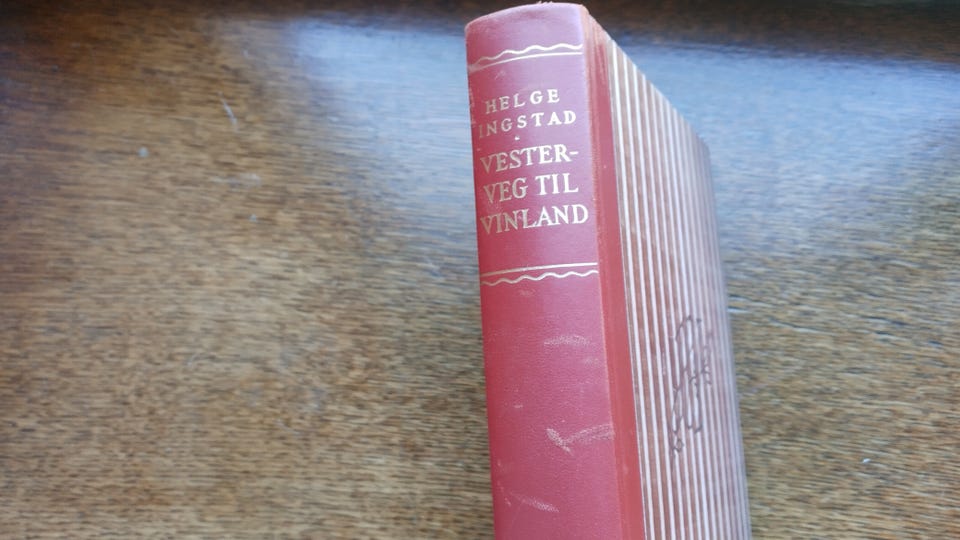 HELGE
INGSTAD
VESTER-
VEG TIL
VINLAND